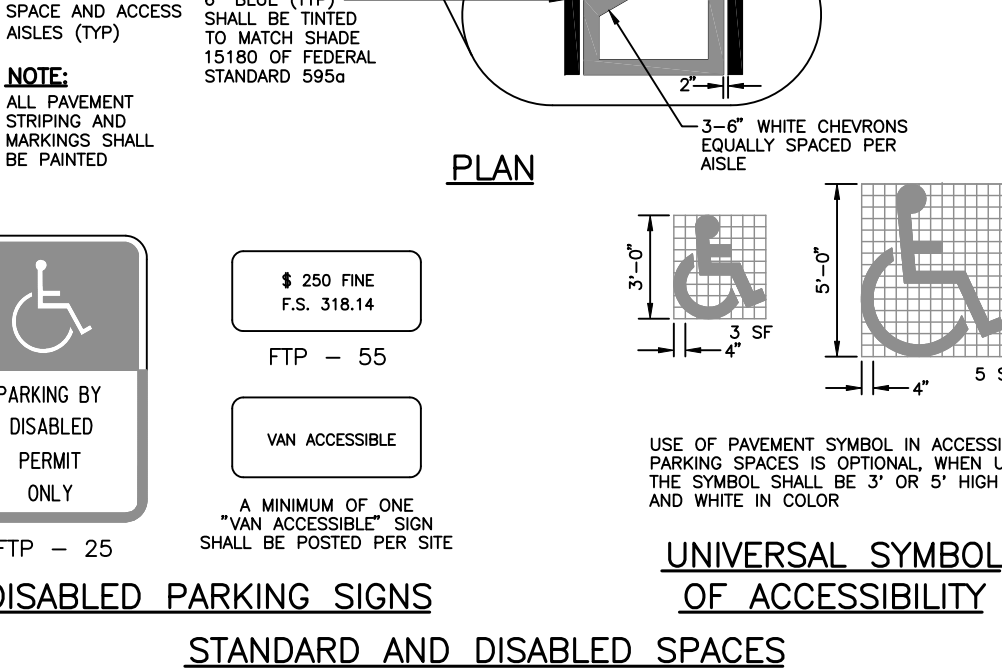 SPACE AND ACCESS
AISLES (TYP)
NOTE:
ALL PAVEMENT
STRIPING AND
MARKINGS SHALL
BE PAINTED
6" BLUE (TYP)
SHALL BE TINTED
TO MATCH SHADE
15180 OF FEDERAL
STANDARD 595a
2"
3-6" WHITE CHEVRONS
EQUALLY SPACED PER
AISLE
PLAN
PARKING BY
DISABLED
PERMIT
ONLY
FTP - 25
$ 250 FINE
F.S. 318.14
FTP - 55
VAN ACCESSIBLE
A MINIMUM OF ONE
"VAN ACCESSIBLE" SIGN
SHALL BE POSTED PER SITE
DISABLED PARKING SIGNS
3'-0"
3 SF
4"
5'-0"
5 S
4"
USE OF PAVEMENT SYMBOL IN ACCESSI
PARKING SPACES IS OPTIONAL, WHEN U
THE SYMBOL SHALL BE 3' OR 5' HIGH
AND WHITE IN COLOR
UNIVERSAL SYMBOL
OF ACCESSIBILITY
STANDARD AND DISABLED SPACES